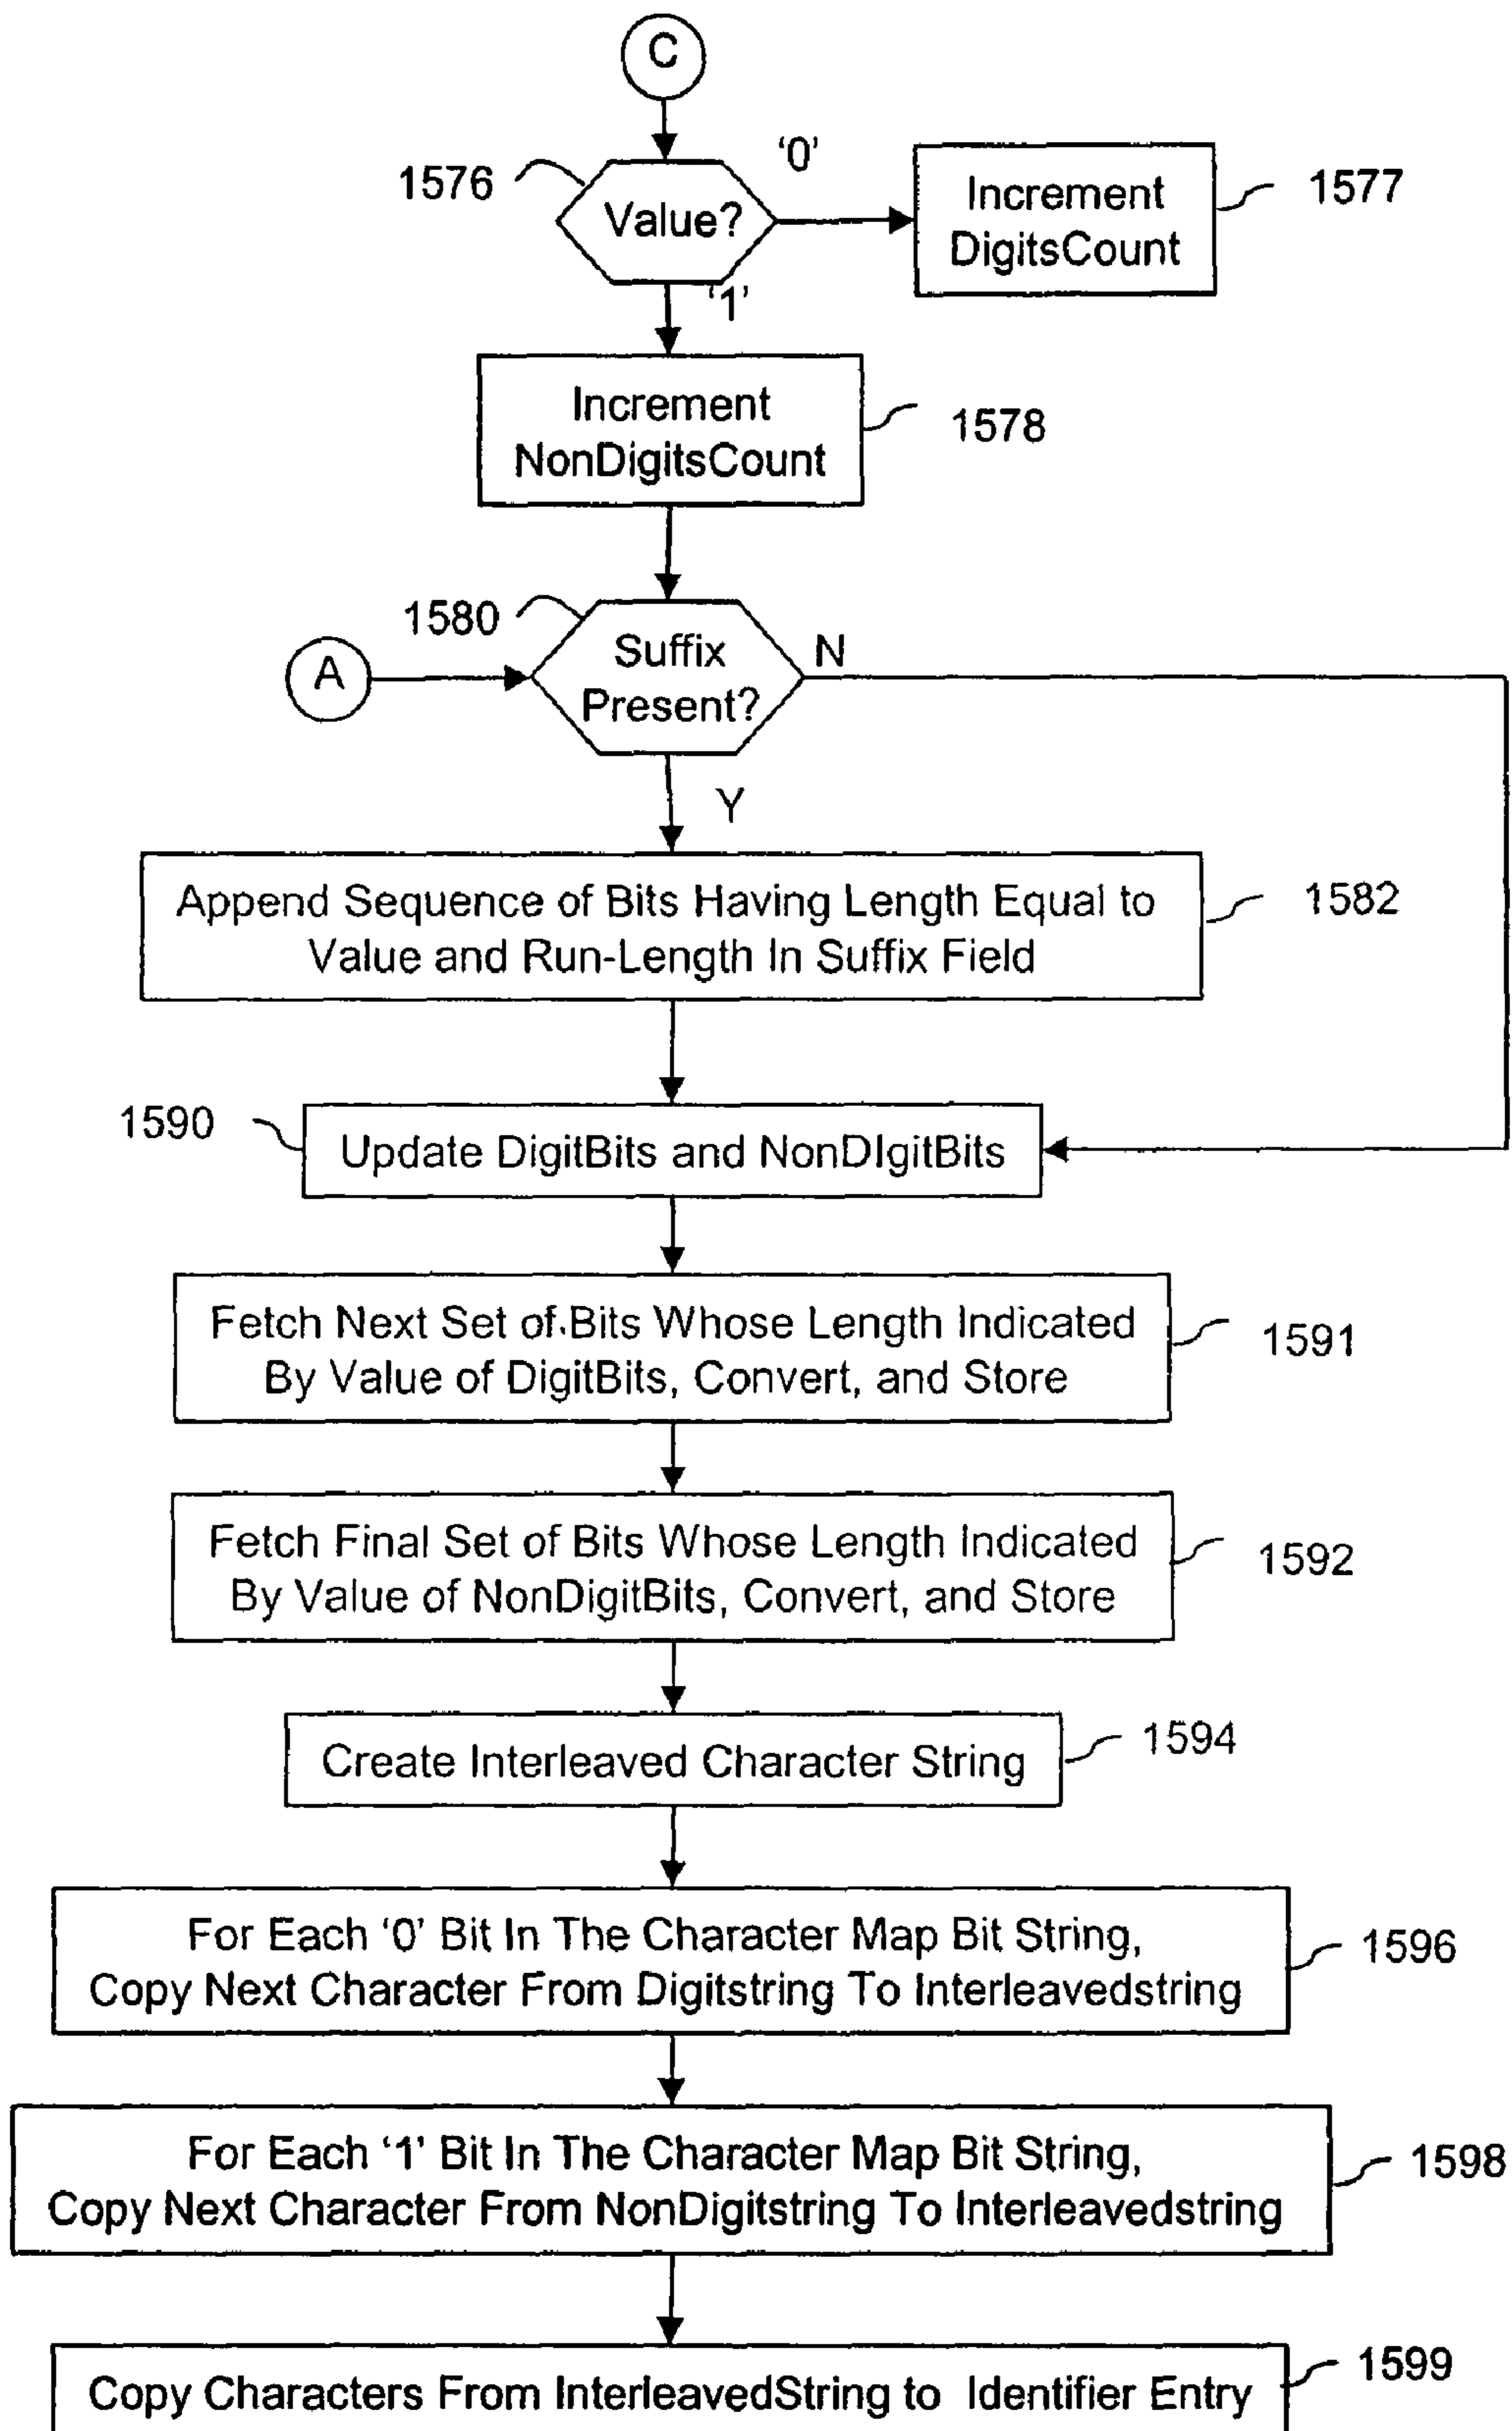 C
1576
Value?
'0'
Increment
DigitsCount
1577
'1'
Increment
NonDigitsCount
1578
1580
A
Suffix
Present?
N
Y
Append Sequence of Bits Having Length Equal to
Value and Run-Length In Suffix Field
1582
1590
Update DigitBits and NonDIgitBits
Fetch Next Set of Bits Whose Length Indicated
By Value of DigitBits, Convert, and Store
1591
Fetch Final Set of Bits Whose Length Indicated
By Value of NonDigitBits, Convert, and Store
1592
Create Interleaved Character String
1594
For Each '0' Bit In The Character Map Bit String,
Copy Next Character From Digitstring To Interleavedstring
1596
For Each '1' Bit In The Character Map Bit String,
Copy Next Character From NonDigitstring To Interleavedstring
1598
Copy Characters From InterleavedString to Identifier Entry
1599